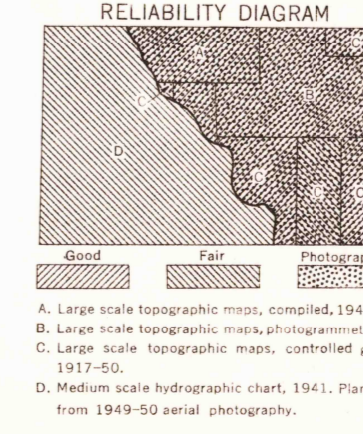 RELIABILITY DIAGRAM
A
C
B
C
D
C
C
C
Good Fair Photograp
A. Large scale topographic maps, compiled, 194
B. Large scale topographic maps, photogrammet
C. Large scale topographic maps, controlled
1917-50.
D. Medium scale hydrographic chart, 1941. Plan
from 1949-50 aerial photography.